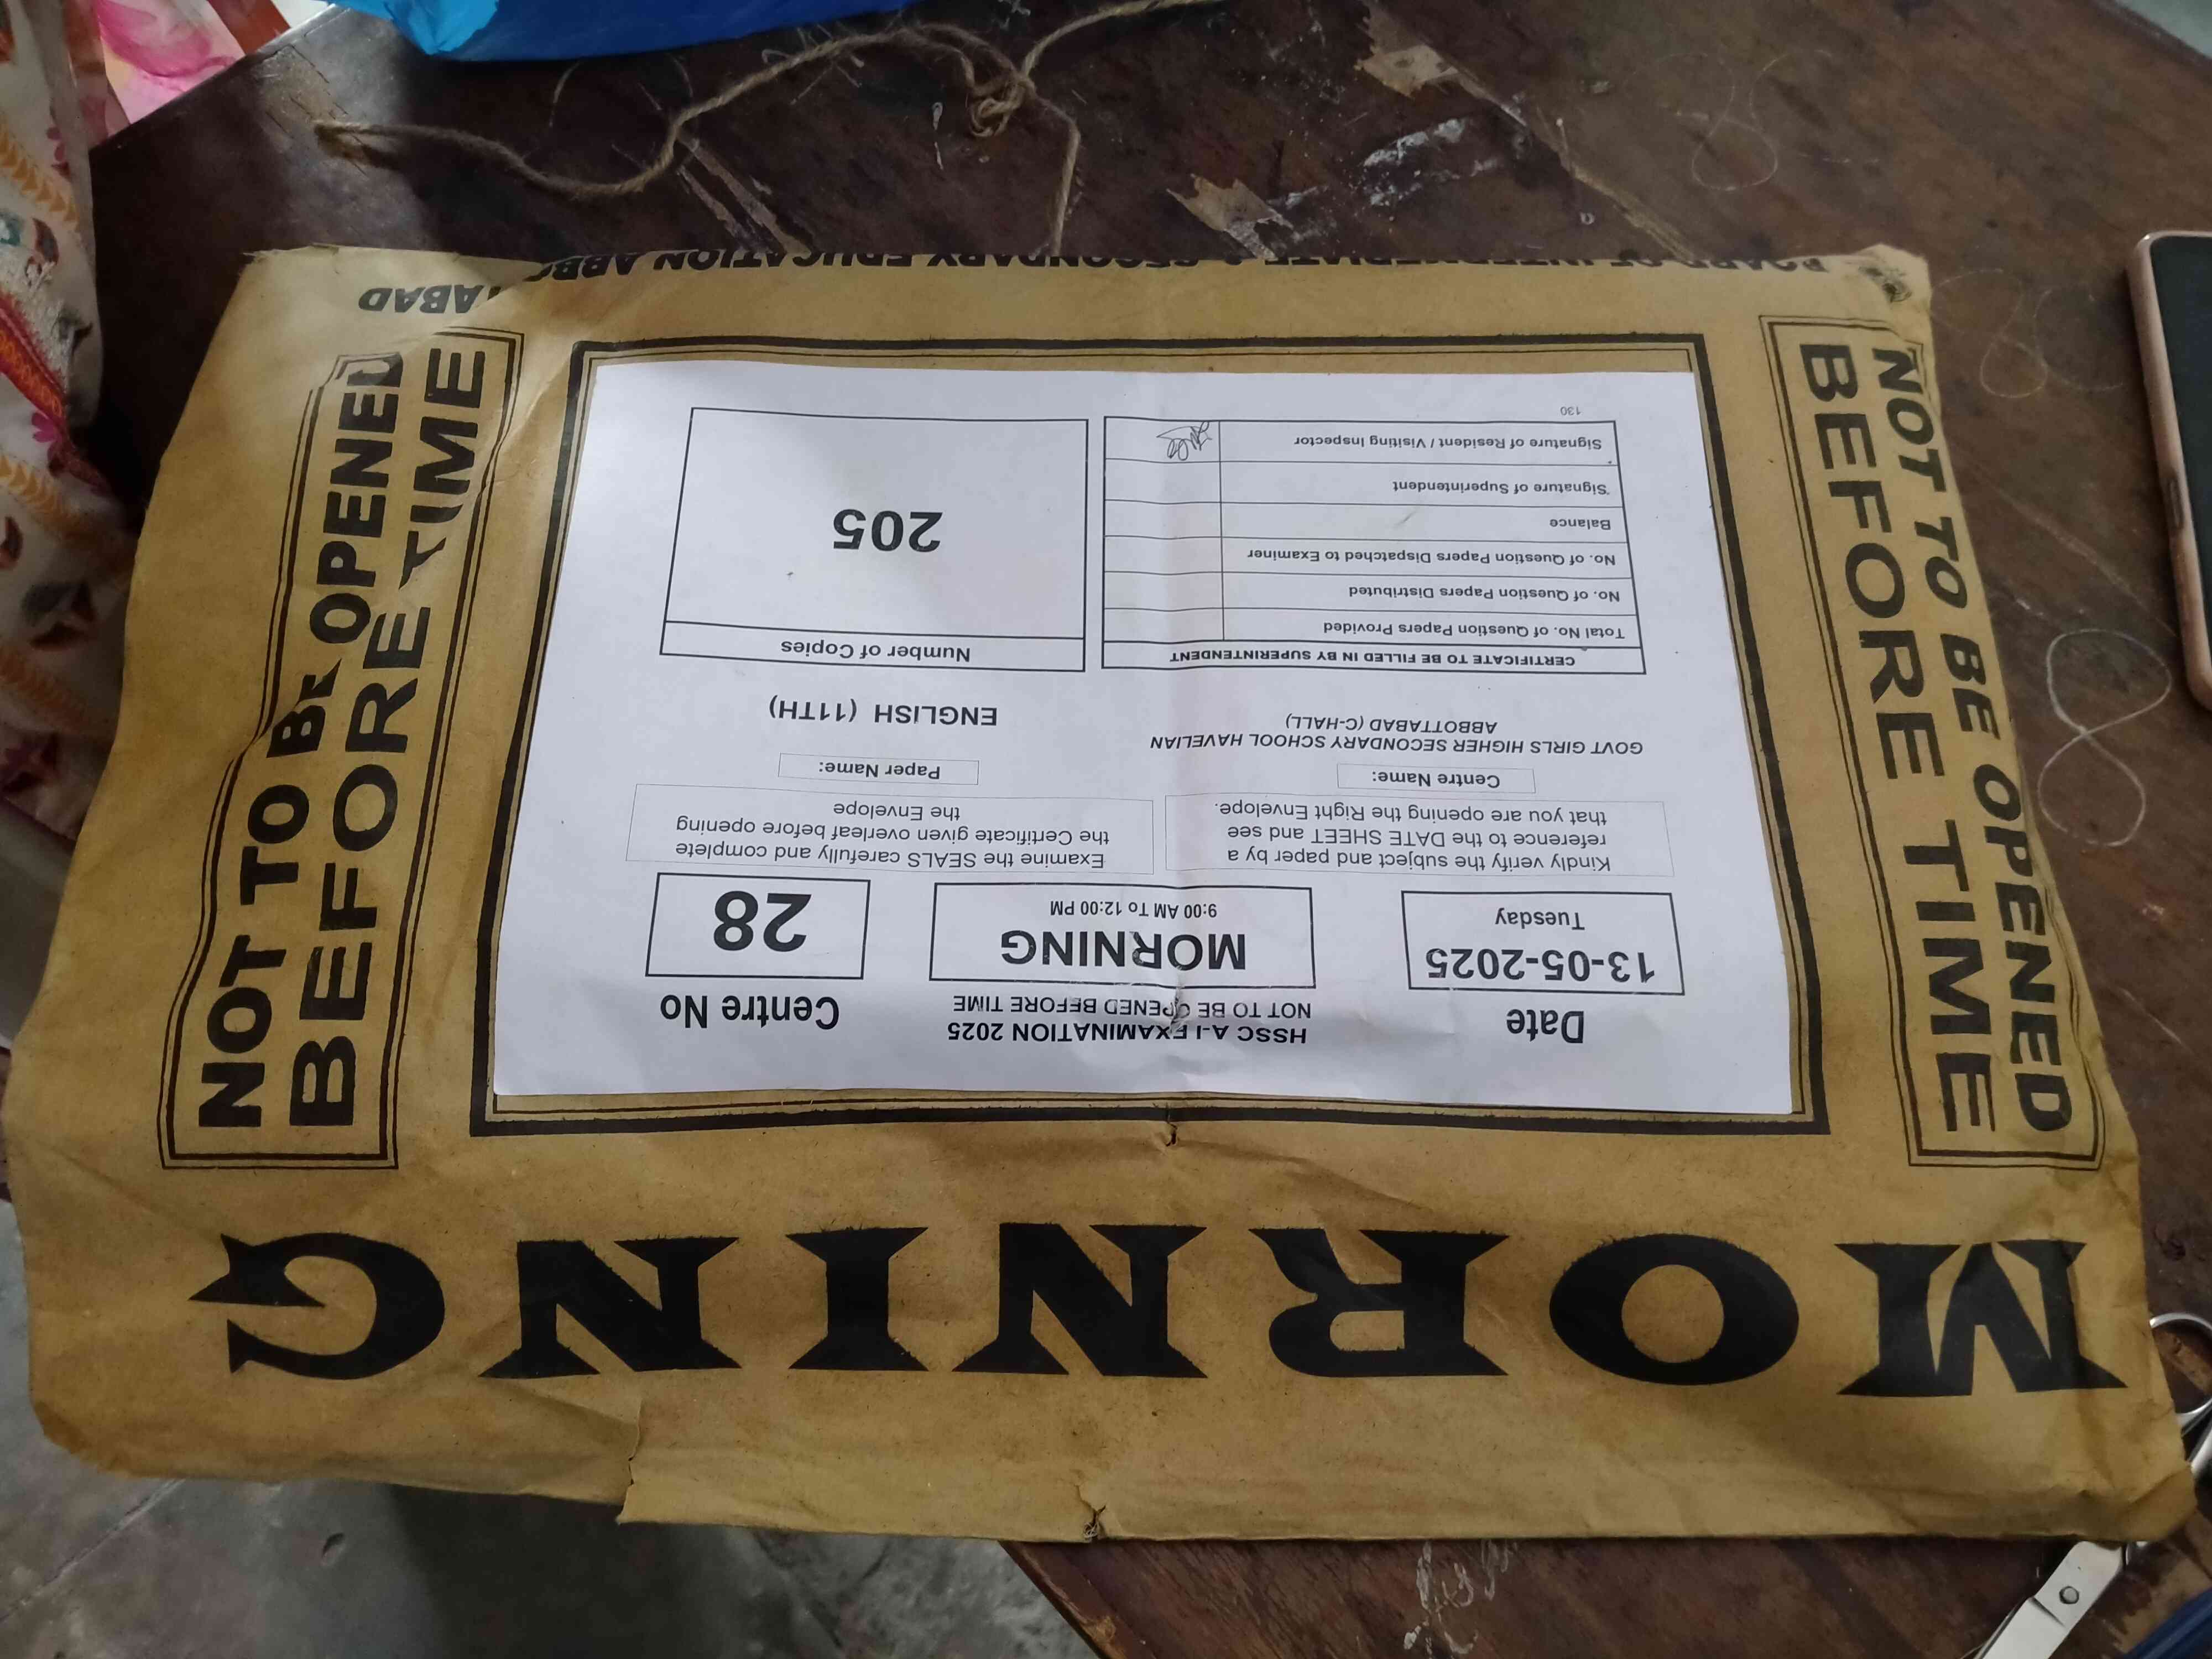 MORNING
NOT TO BE OPENED
BEFORE TIME
NOT TO BE OPENED
BEFORE TIME
Date
13-05-2025
Tuesday
HSSC A-I EXAMINATION 2025
NOT TO BE OPENED BEFORE TIME
MORNING
9:00 AM To 12:00 PM
Centre No
28
Kindly verify the subject and paper by a
reference to the DATE SHEET and see
that you are opening the Right Envelope.
Examine the SEALS carefully and complete
the Certificate given overleaf before opening
the Envelope
Centre Name:
GOVT GIRLS HIGHER SECONDARY SCHOOL HAVELIAN
ABBOTTABAD (C-HALL)
Paper Name:
ENGLISH (11TH)
CERTIFICATE TO BE FILLED IN BY SUPERINTENDENT
Total No. of Question Papers Provided
No. of Question Papers Distributed
No. of Question Papers Dispatched to Examiner
Balance
Signature of Superintendent
Signature of Resident / Visiting Inspector
130
Number of Copies
205
BOARD OF INTERMEDIATE & SECONDARY EDUCATION ABBOTTABAD